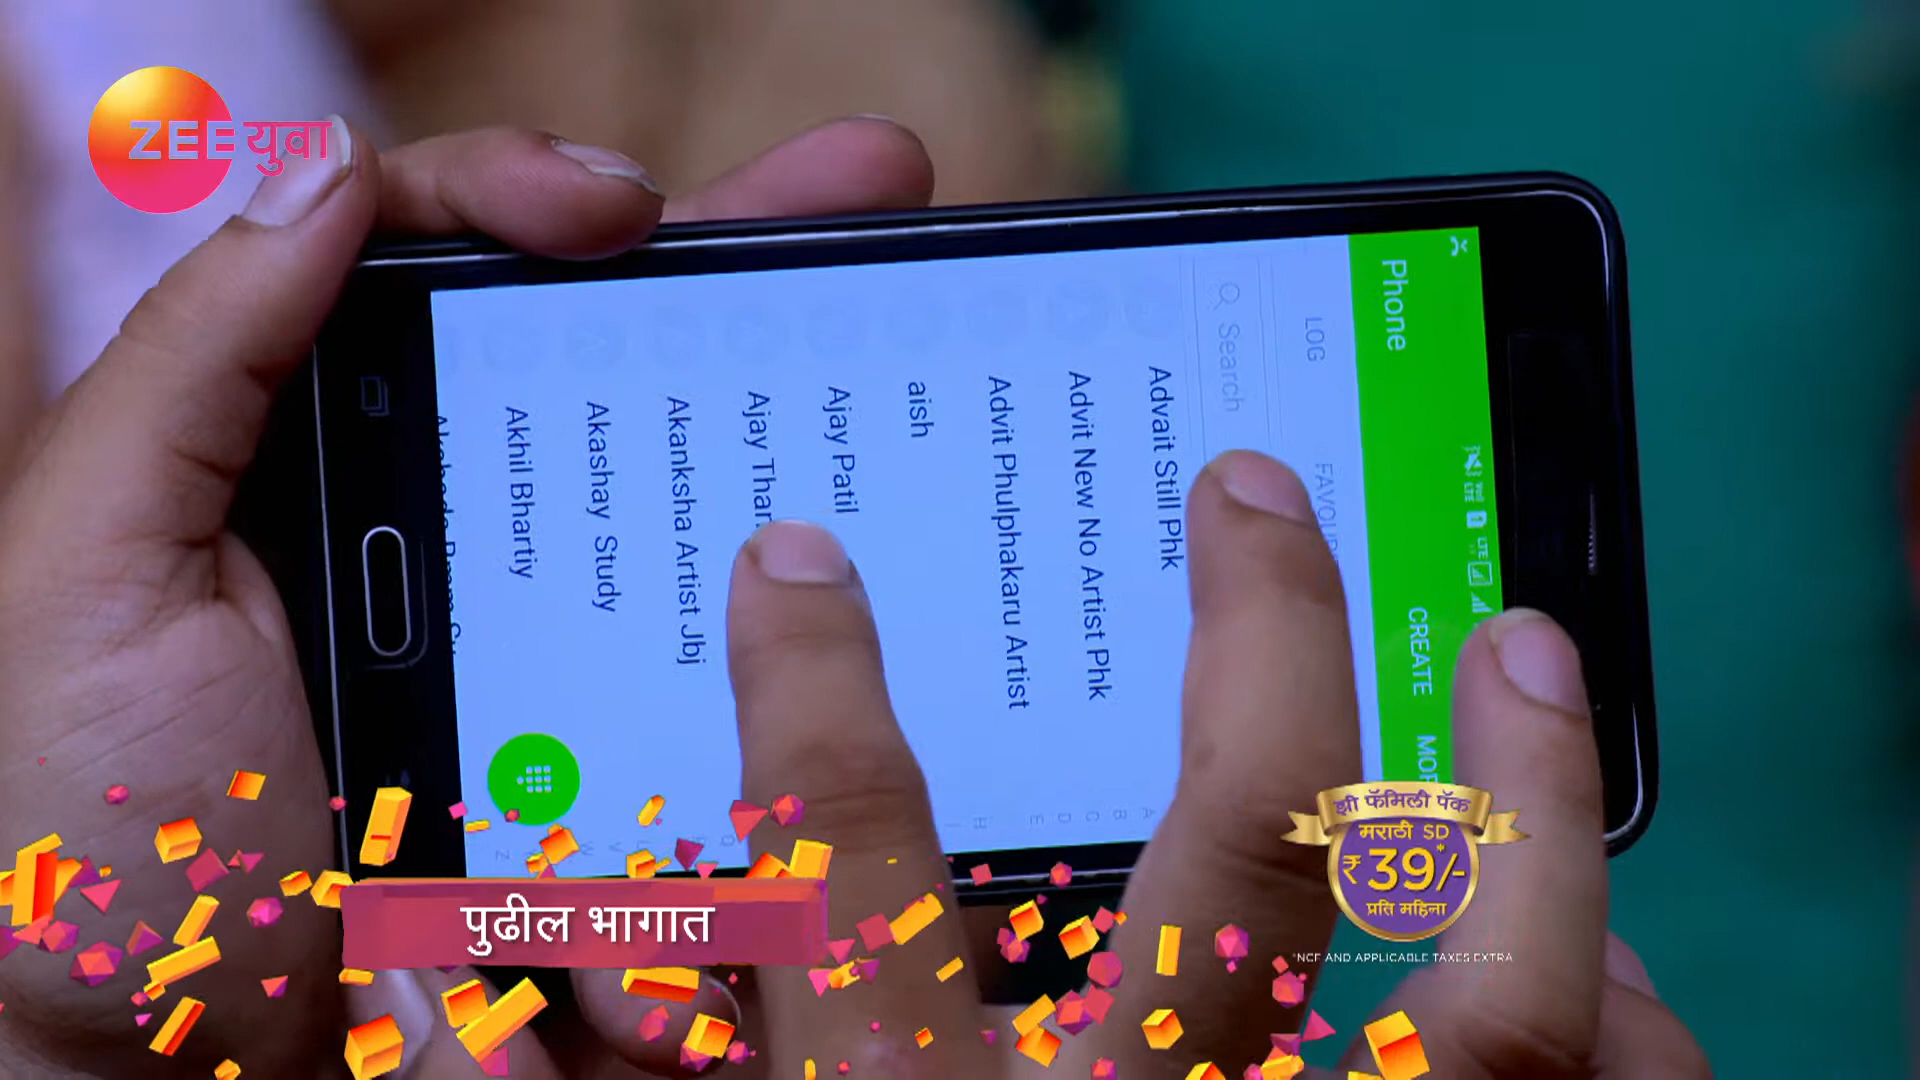 ZEE युवा
Phone
CREATE
LOG
Search
Advait Still Phk
Advit New No Artist Phk
Advit Phulphakaru Artist
aish
Ajay Patil
Akanksha Artist Jbj
Akashay Study
Akhil Bhartiy
पुढील भागात
झी फॅमिली पॅक
मराठी SD
₹39/-*
प्रति महिना
*NCF AND APPLICABLE TAXES EXTRA